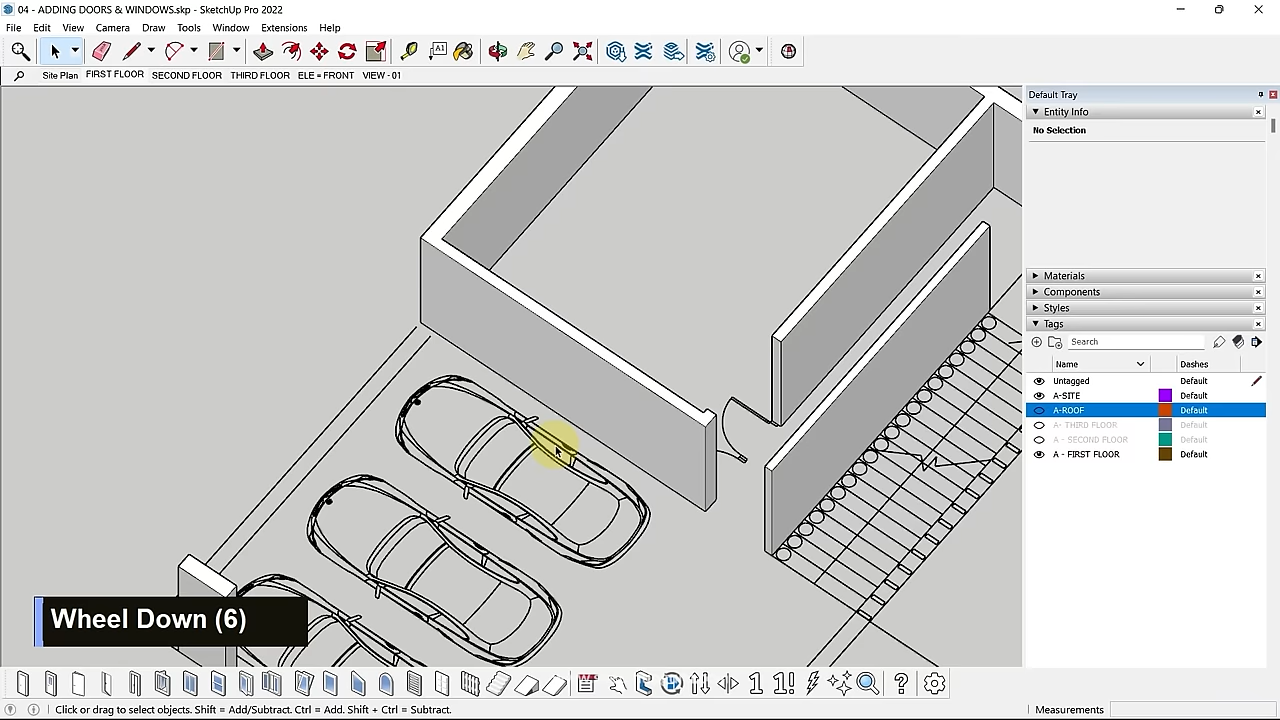 04 - ADDING DOORS & WINDOWS.skp - SketchUp Pro 2022
File Edit View Camera Draw Tools Window Extensions Help
Site Plan FIRST FLOOR SECOND FLOOR THIRD FLOOR ELE = FRONT VIEW - 01
Default Tray
Entity Info
No Selection
Materials
Components
Styles
Tags
Search
Name Dashes
Untagged Default
A-SITE Default
A-ROOF Default
A- THIRD FLOOR Default
A - SECOND FLOOR Default
A - FIRST FLOOR Default
Wheel Down (6)
Click or drag to select objects. Shift = Add/Subtract. Ctrl = Add. Shift + Ctrl = Subtract.
Measurements